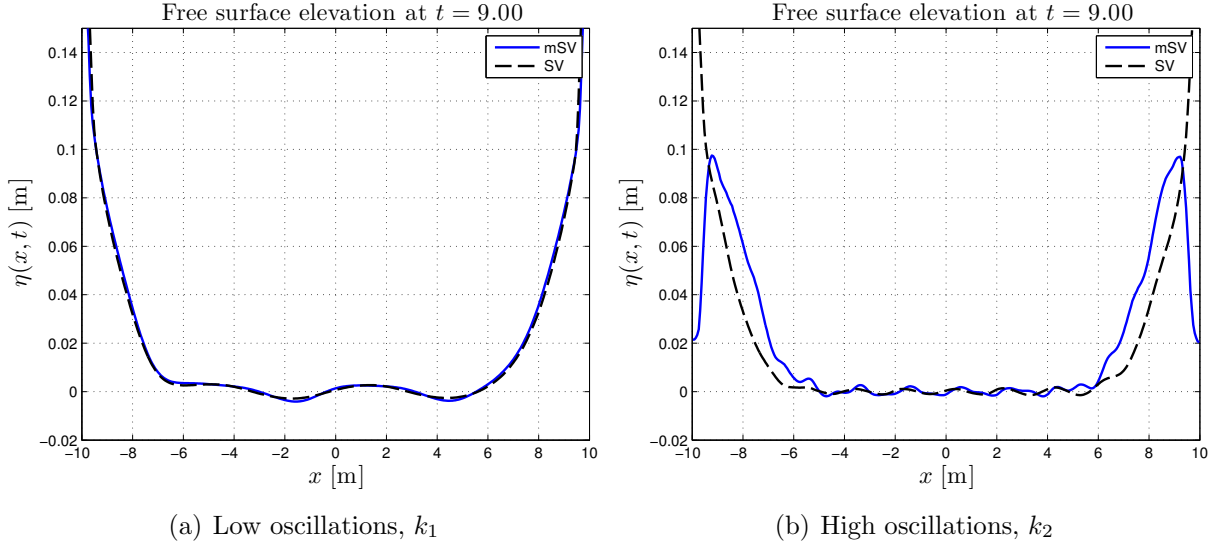 Free surface elevation at t = 9.00
mSV
SV
0.14
0.12
0.1
0.08
0.06
0.04
0.02
0
−0.02
η(x, t) [m]
−10 −8 −6 −4 −2 0 2 4 6 8 10
x [m]
(a) Low oscillations, k₁
Free surface elevation at t = 9.00
mSV
SV
0.14
0.12
0.1
0.08
0.06
0.04
0.02
0
−0.02
η(x, t) [m]
−10 −8 −6 −4 −2 0 2 4 6 8 10
x [m]
(b) High oscillations, k₂